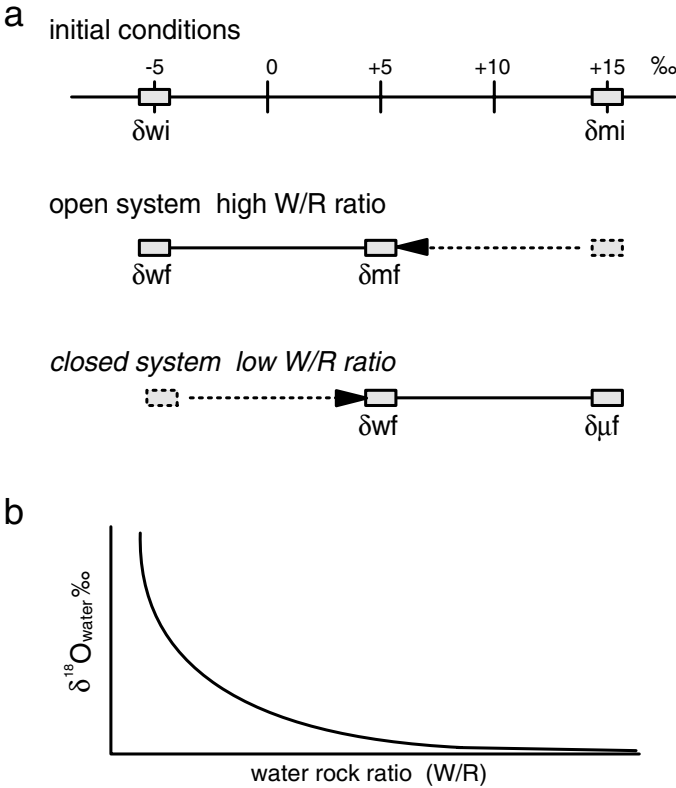 a
initial conditions
-5 0 +5 +10 +15 ‰
δwi δmi
open system high W/R ratio
δwf δmf
closed system low W/R ratio
δwf δμf
b
δ¹⁸Owater‰
water rock ratio (W/R)